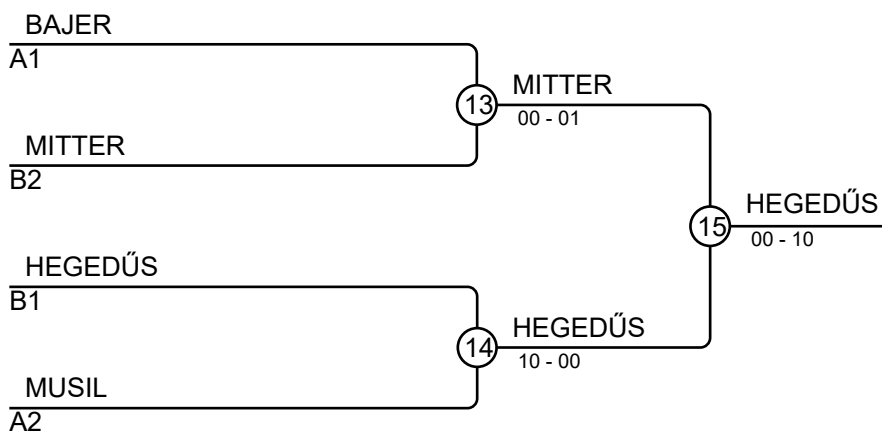 BAJER
A1
13
MITTER
00 - 01
MITTER
B2
15
HEGEDŰS
00 - 10
HEGEDŰS
B1
14
HEGEDŰS
10 - 00
MUSIL
A2